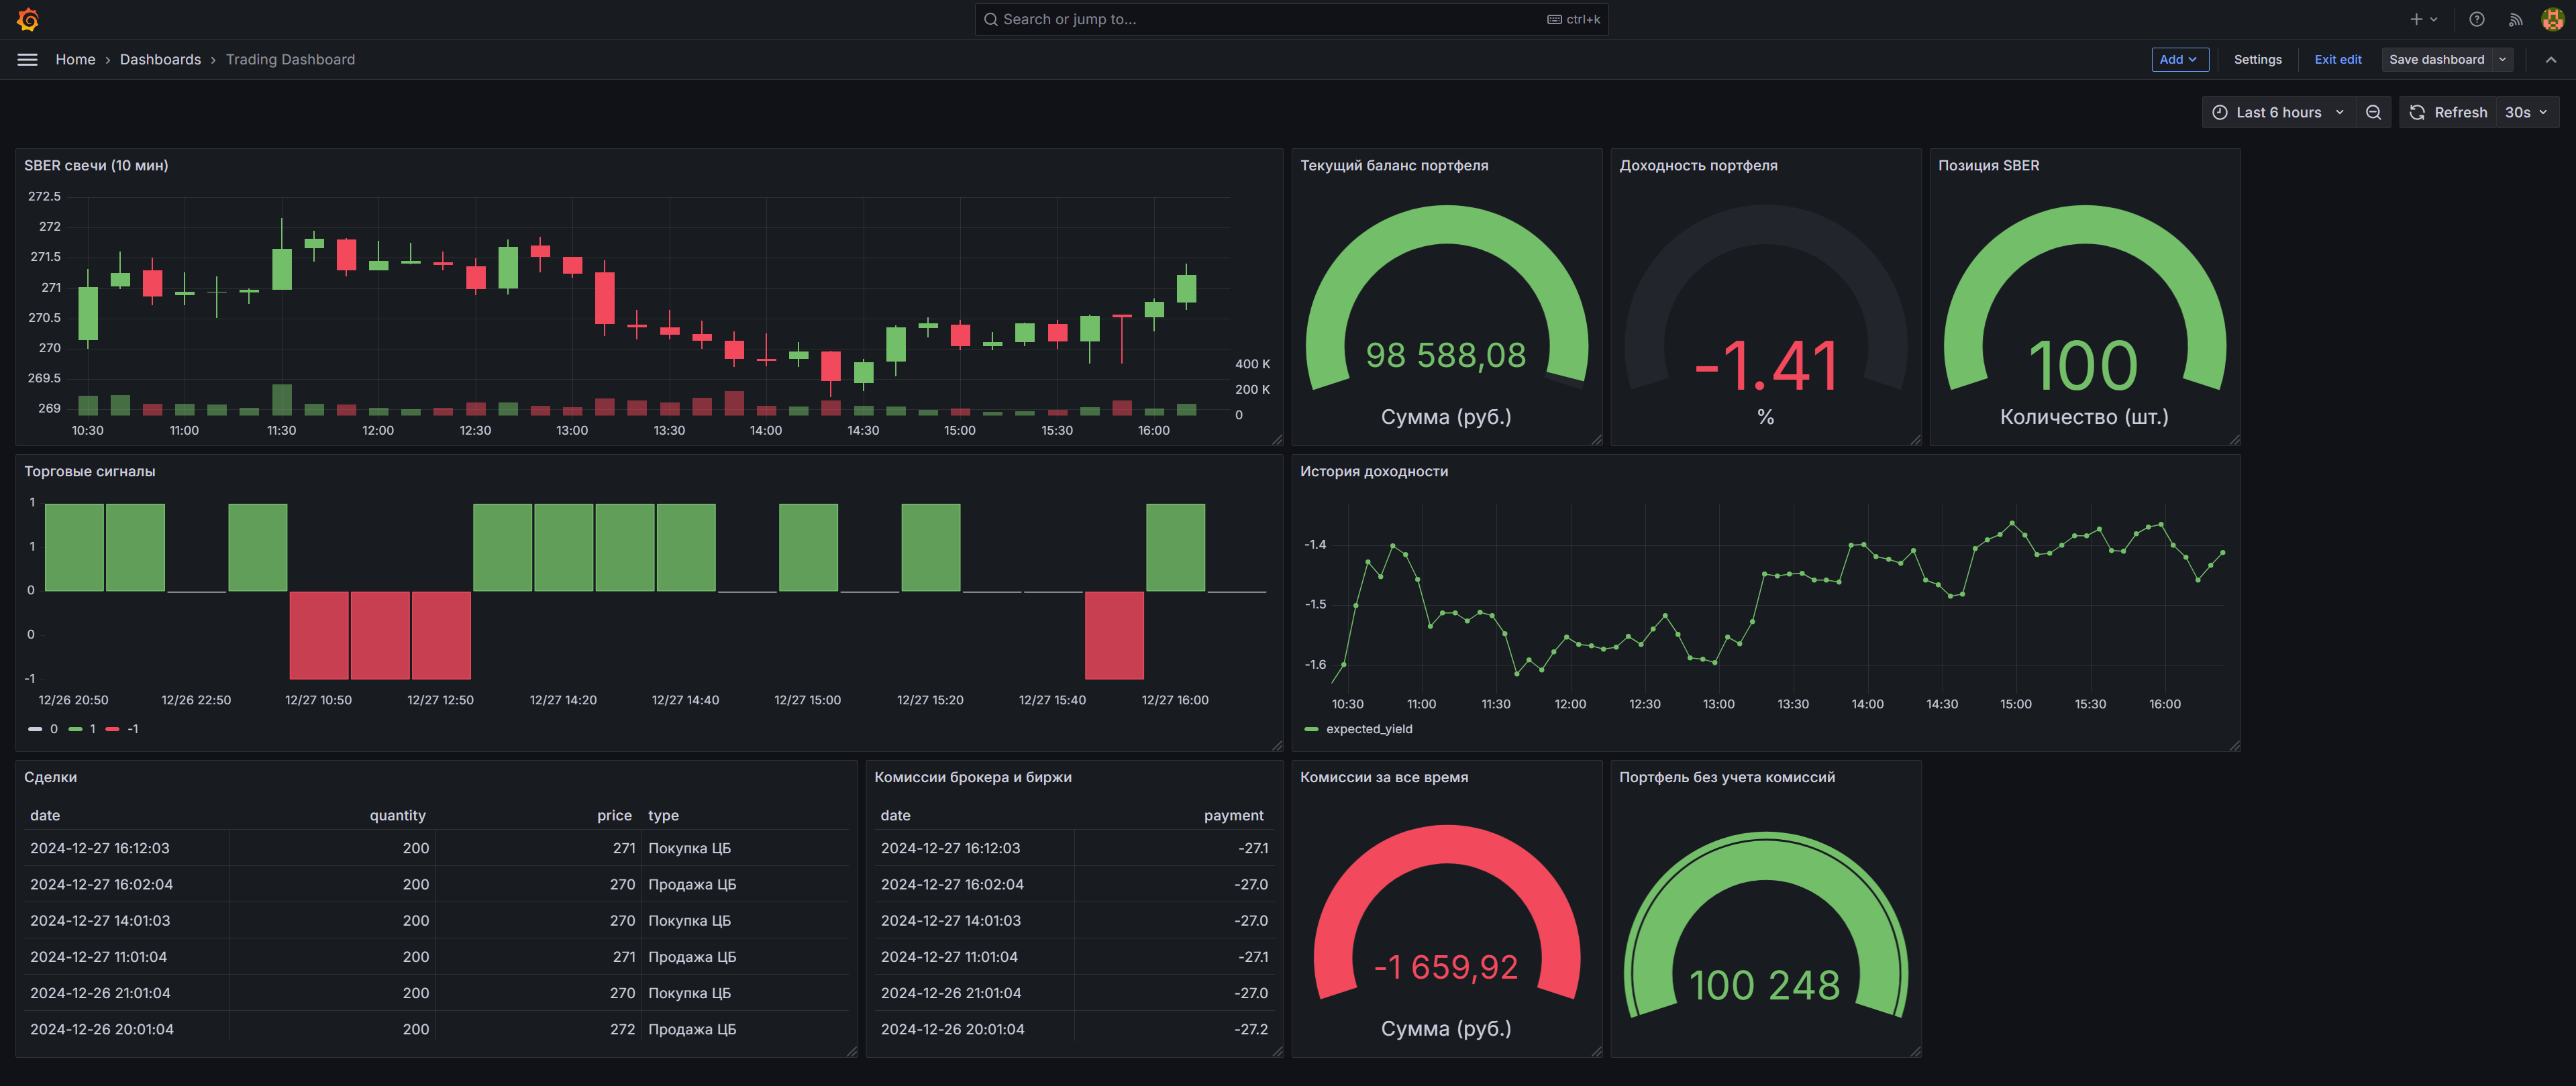 Search or jump to...
ctrl+k
Home › Dashboards › Trading Dashboard
Add
Settings
Exit edit
Save dashboard
Last 6 hours
Refresh
30s
SBER свечи (10 мин)
272.5
272
271.5
271
270.5
270
269.5
269
400 K
200 K
0
10:30 11:00 11:30 12:00 12:30 13:00 13:30 14:00 14:30 15:00 15:30 16:00
Текущий баланс портфеля
98 588,08
Сумма (руб.)
Доходность портфеля
-1.41
%
Позиция SBER
100
Количество (шт.)
Торговые сигналы
1
1
0
0
-1
12/26 20:50 12/26 22:50 12/27 10:50 12/27 12:50 12/27 14:20 12/27 14:40 12/27 15:00 12/27 15:20 12/27 15:40 12/27 16:00
0 1 -1
История доходности
-1.4
-1.5
-1.6
10:30 11:00 11:30 12:00 12:30 13:00 13:30 14:00 14:30 15:00 15:30 16:00
expected_yield
Сделки
date quantity price type
2024-12-27 16:12:03 200 271 Покупка ЦБ
2024-12-27 16:02:04 200 270 Продажа ЦБ
2024-12-27 14:01:03 200 270 Покупка ЦБ
2024-12-27 11:01:04 200 271 Продажа ЦБ
2024-12-26 21:01:04 200 270 Покупка ЦБ
2024-12-26 20:01:04 200 272 Продажа ЦБ
Комиссии брокера и биржи
date payment
2024-12-27 16:12:03 -27.1
2024-12-27 16:02:04 -27.0
2024-12-27 14:01:03 -27.0
2024-12-27 11:01:04 -27.1
2024-12-26 21:01:04 -27.0
2024-12-26 20:01:04 -27.2
Комиссии за все время
-1 659,92
Сумма (руб.)
Портфель без учета комиссий
100 248